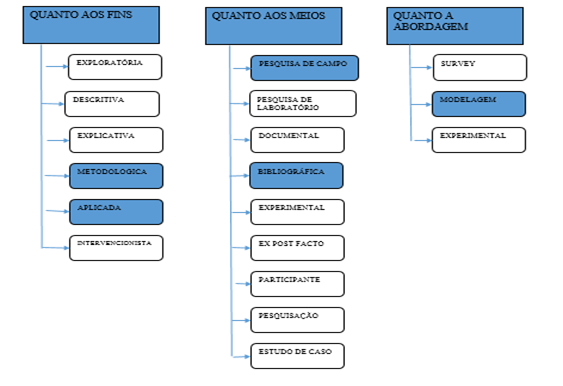 QUANTO AOS FINS
EXPLORATÓRIA
DESCRITIVA
EXPLICATIVA
METODOLOGICA
APLICADA
INTERVENCIONISTA
QUANTO AOS MEIOS
PESQUISA DE CAMPO
PESQUISA DE
LABORATÓRIO
DOCUMENTAL
BIBLIOGRÁFICA
EXPERIMENTAL
EX POST FACTO
PARTICIPANTE
PESQUISAÇÃO
ESTUDO DE CASO
QUANTO A
ABORDAGEM
SURVEY
MODELAGEM
EXPERIMENTAL